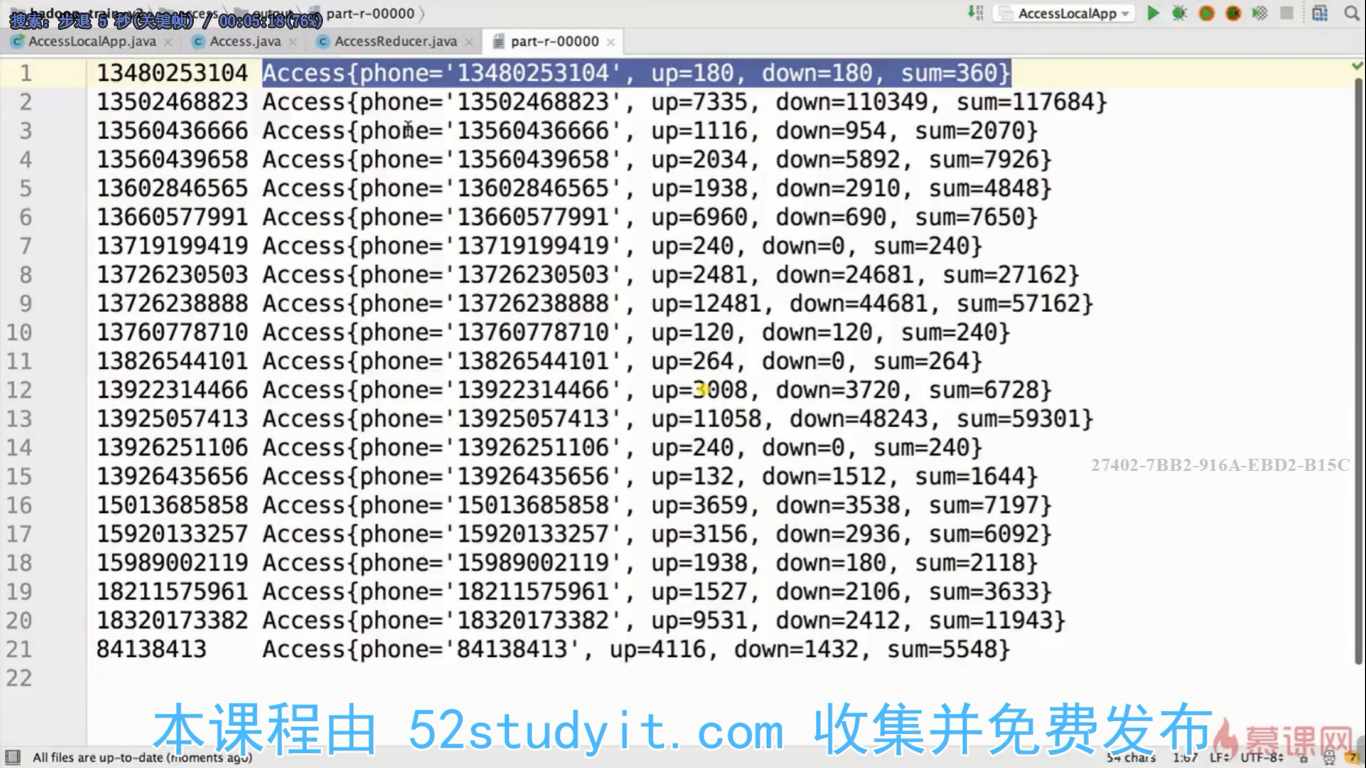 搜索: 步退 5 秒(关键帧) / 00:05:18(76%)
part-r-00000
AccessLocalApp
AccessLocalApp.java
Access.java
AccessReducer.java
part-r-00000
1 13480253104 Access{phone='13480253104', up=180, down=180, sum=360}
2 13502468823 Access{phone='13502468823', up=7335, down=110349, sum=117684}
3 13560436666 Access{phone='13560436666', up=1116, down=954, sum=2070}
4 13560439658 Access{phone='13560439658', up=2034, down=5892, sum=7926}
5 13602846565 Access{phone='13602846565', up=1938, down=2910, sum=4848}
6 13660577991 Access{phone='13660577991', up=6960, down=690, sum=7650}
7 13719199419 Access{phone='13719199419', up=240, down=0, sum=240}
8 13726230503 Access{phone='13726230503', up=2481, down=24681, sum=27162}
9 13726238888 Access{phone='13726238888', up=12481, down=44681, sum=57162}
10 13760778710 Access{phone='13760778710', up=120, down=120, sum=240}
11 13826544101 Access{phone='13826544101', up=264, down=0, sum=264}
12 13922314466 Access{phone='13922314466', up=3008, down=3720, sum=6728}
13 13925057413 Access{phone='13925057413', up=11058, down=48243, sum=59301}
14 13926251106 Access{phone='13926251106', up=240, down=0, sum=240}
15 13926435656 Access{phone='13926435656', up=132, down=1512, sum=1644}
27402-7BB2-916A-EBD2-B15C
16 15013685858 Access{phone='15013685858', up=3659, down=3538, sum=7197}
17 15920133257 Access{phone='15920133257', up=3156, down=2936, sum=6092}
18 15989002119 Access{phone='15989002119', up=1938, down=180, sum=2118}
19 18211575961 Access{phone='18211575961', up=1527, down=2106, sum=3633}
20 18320173382 Access{phone='18320173382', up=9531, down=2412, sum=11943}
21 84138413 Access{phone='84138413', up=4116, down=1432, sum=5548}
22
本课程由 52studyit.com 收集并免费发布
慕课网
All files are up-to-date (moments ago)
54 chars 1:67 LF UTF-8